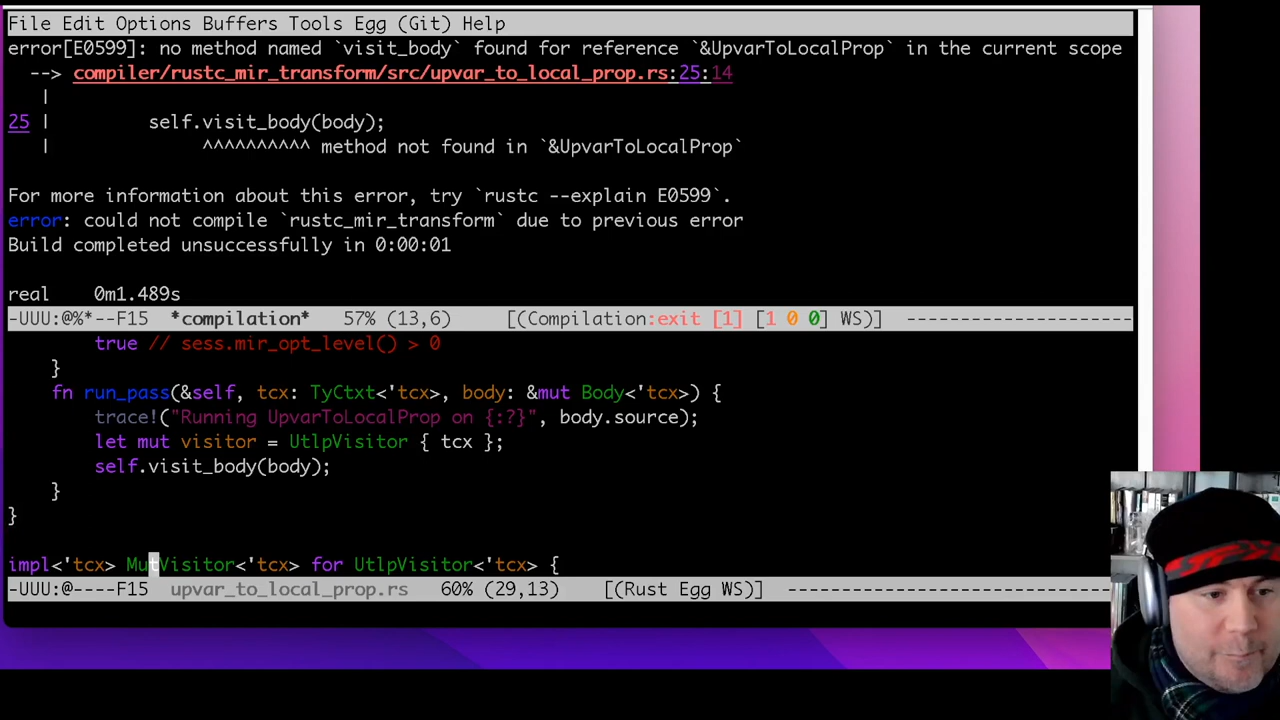 File Edit Options Buffers Tools Egg (Git) Help
error[E0599]: no method named `visit_body` found for reference `&UpvarToLocalProp` in the current scope
--> compiler/rustc_mir_transform/src/upvar_to_local_prop.rs:25:14
|
25 |         self.visit_body(body);
|              ^^^^^^^^^^ method not found in `&UpvarToLocalProp`
For more information about this error, try `rustc --explain E0599`.
error: could not compile `rustc_mir_transform` due to previous error
Build completed unsuccessfully in 0:00:01
real    0m1.489s
-UUU:@%*--F15  *compilation*   57% (13,6)     [(Compilation:exit [1] [1 0 0] WS)] ---------------------
true // sess.mir_opt_level() > 0
}
fn run_pass(&self, tcx: TyCtxt<'tcx>, body: &mut Body<'tcx>) {
trace!("Running UpvarToLocalProp on {:?}", body.source);
let mut visitor = UtlpVisitor { tcx };
self.visit_body(body);
}
}
impl<'tcx> MutVisitor<'tcx> for UtlpVisitor<'tcx> {
-UUU:@----F15  upvar_to_local_prop.rs   60% (29,13)    [(Rust Egg WS)] ------------------------------